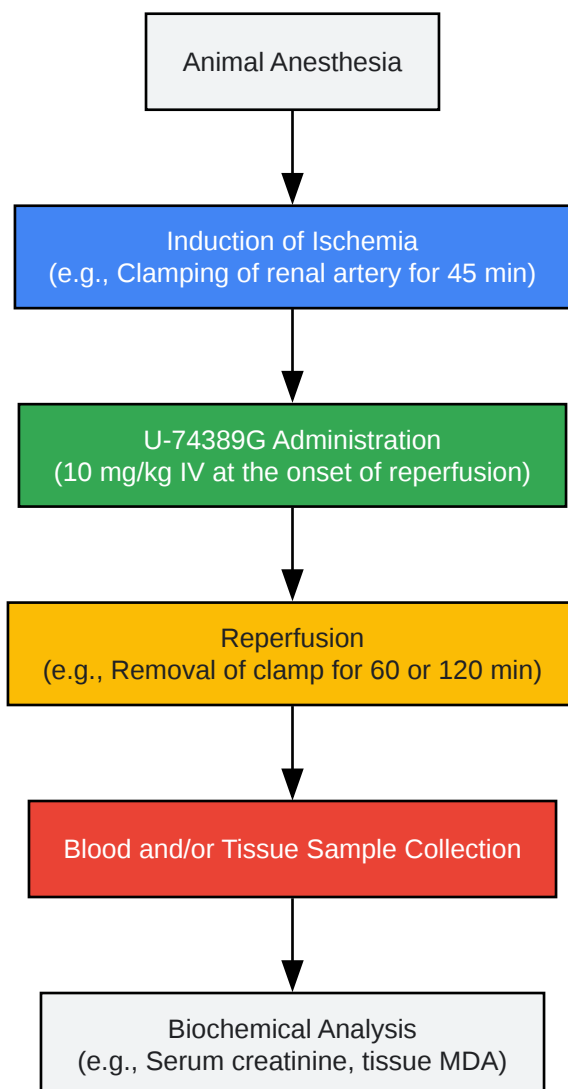 Animal Anesthesia
Induction of Ischemia
(e.g., Clamping of renal artery for 45 min)
U-74389G Administration
(10 mg/kg IV at the onset of reperfusion)
Reperfusion
(e.g., Removal of clamp for 60 or 120 min)
Blood and/or Tissue Sample Collection
Biochemical Analysis
(e.g., Serum creatinine, tissue MDA)